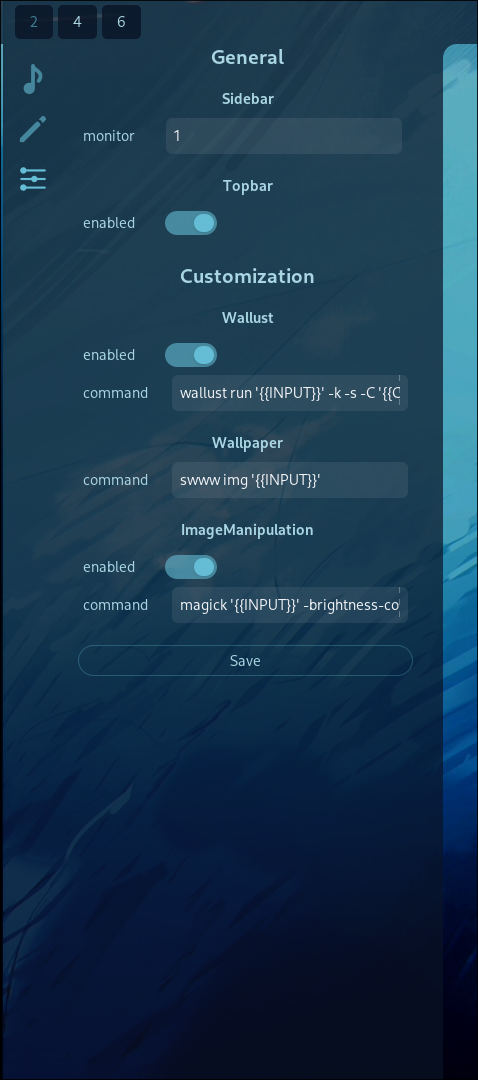 2 4 6
General
Sidebar
monitor 1
Topbar
enabled
Customization
Wallust
enabled
command wallust run '{{INPUT}}' -k -s -C '{{C
Wallpaper
command swww img '{{INPUT}}'
ImageManipulation
enabled
command magick '{{INPUT}}' -brightness-co
Save